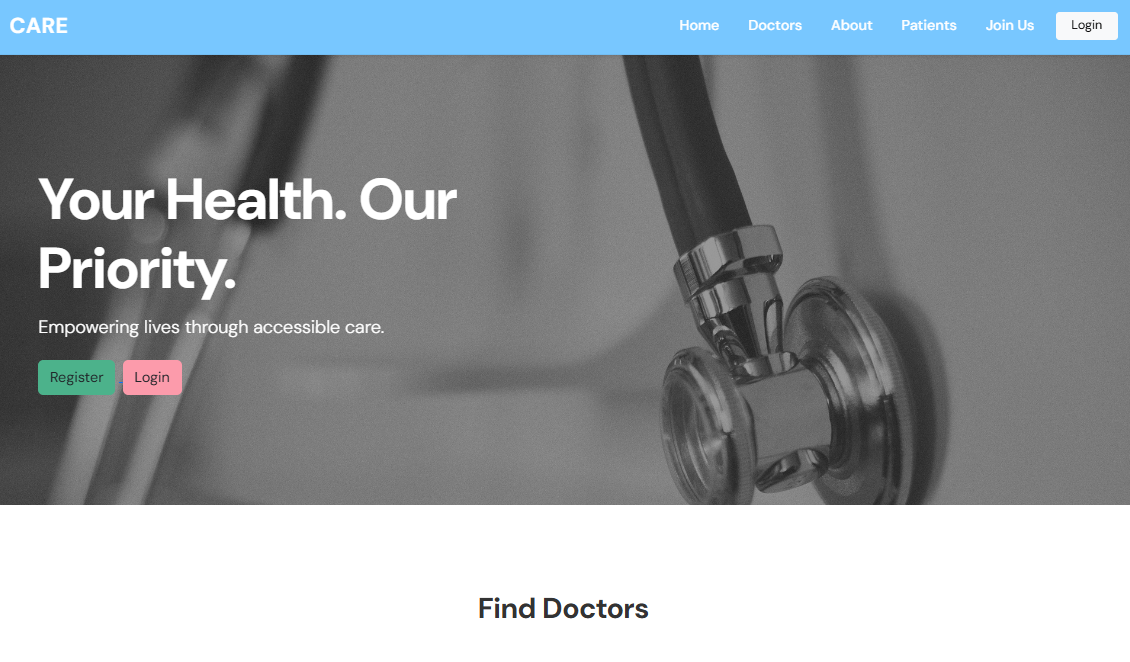 CARE
Home Doctors About Patients Join Us Login
Your Health. Our
Priority.
Empowering lives through accessible care.
Register Login
Find Doctors